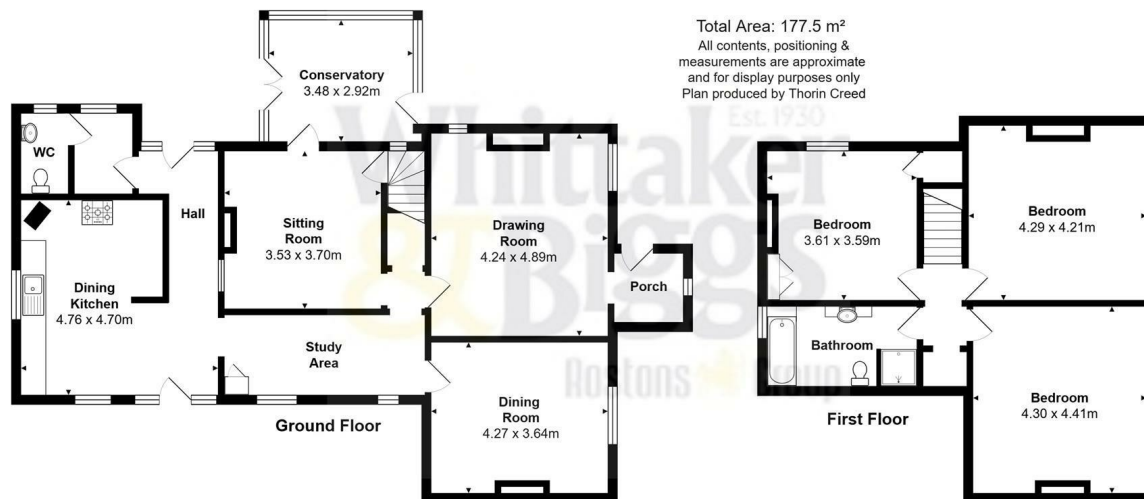 Total Area: 177.5 m²
All contents, positioning &
measurements are approximate
and for display purposes only
Plan produced by Thorin Creed
Conservatory
3.48 x 2.92m
WC
Hall
Sitting
Room
3.53 x 3.70m
Drawing
Room
4.24 x 4.89m
Porch
Dining
Kitchen
4.76 x 4.70m
Study
Area
Dining
Room
4.27 x 3.64m
Ground Floor
Bedroom
3.61 x 3.59m
Bedroom
4.29 x 4.21m
Bathroom
Bedroom
4.30 x 4.41m
First Floor
Est. 1930
Whittaker
& Biggs
Rostons Group